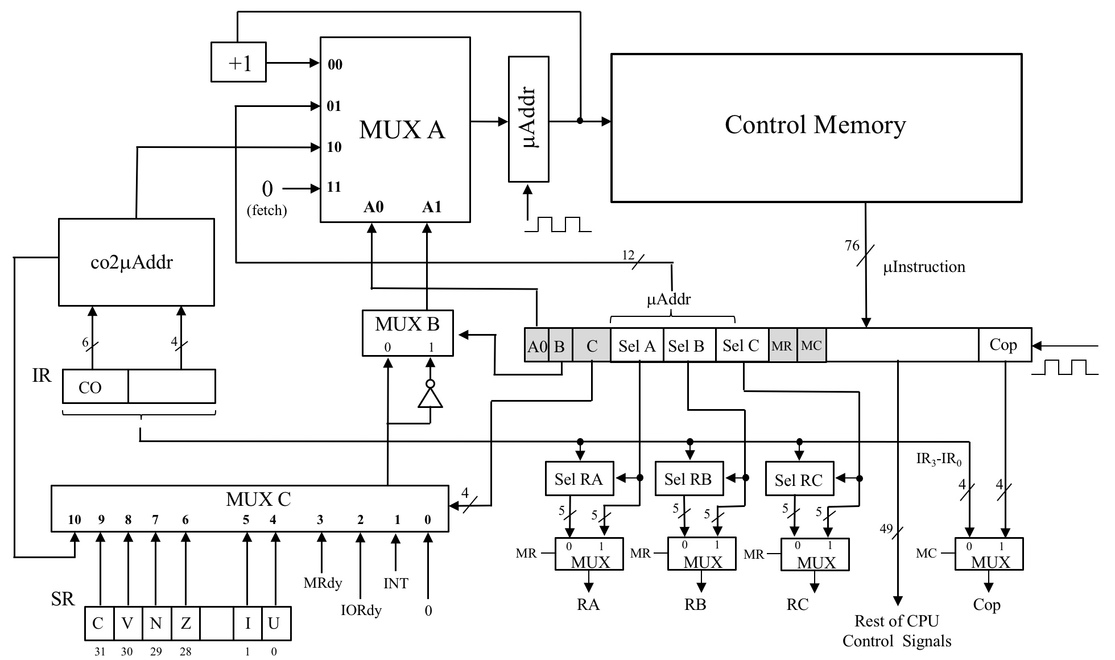 +1
00
01
10
11
MUX A
A0 A1
0
(fetch)
μAddr
Control Memory
76
μInstruction
12
μAddr
co2μAddr
6
4
IR
CO
MUX B
0 1
A0 B C Sel A Sel B Sel C MR MC Cop
IR3-IR0
Sel RA
Sel RB
Sel RC
4
4
5
5
5
5
5
5
49
4
MUX C
10 9 8 7 6 5 4 3 2 1 0
MR
0 1
MUX
MR
0 1
MUX
MR
0 1
MUX
MC
0 1
MUX
RA
RB
RC
Cop
MRdy
IORdy
INT
0
SR
C V N Z I U
31 30 29 28 1 0
Rest of CPU
Control Signals